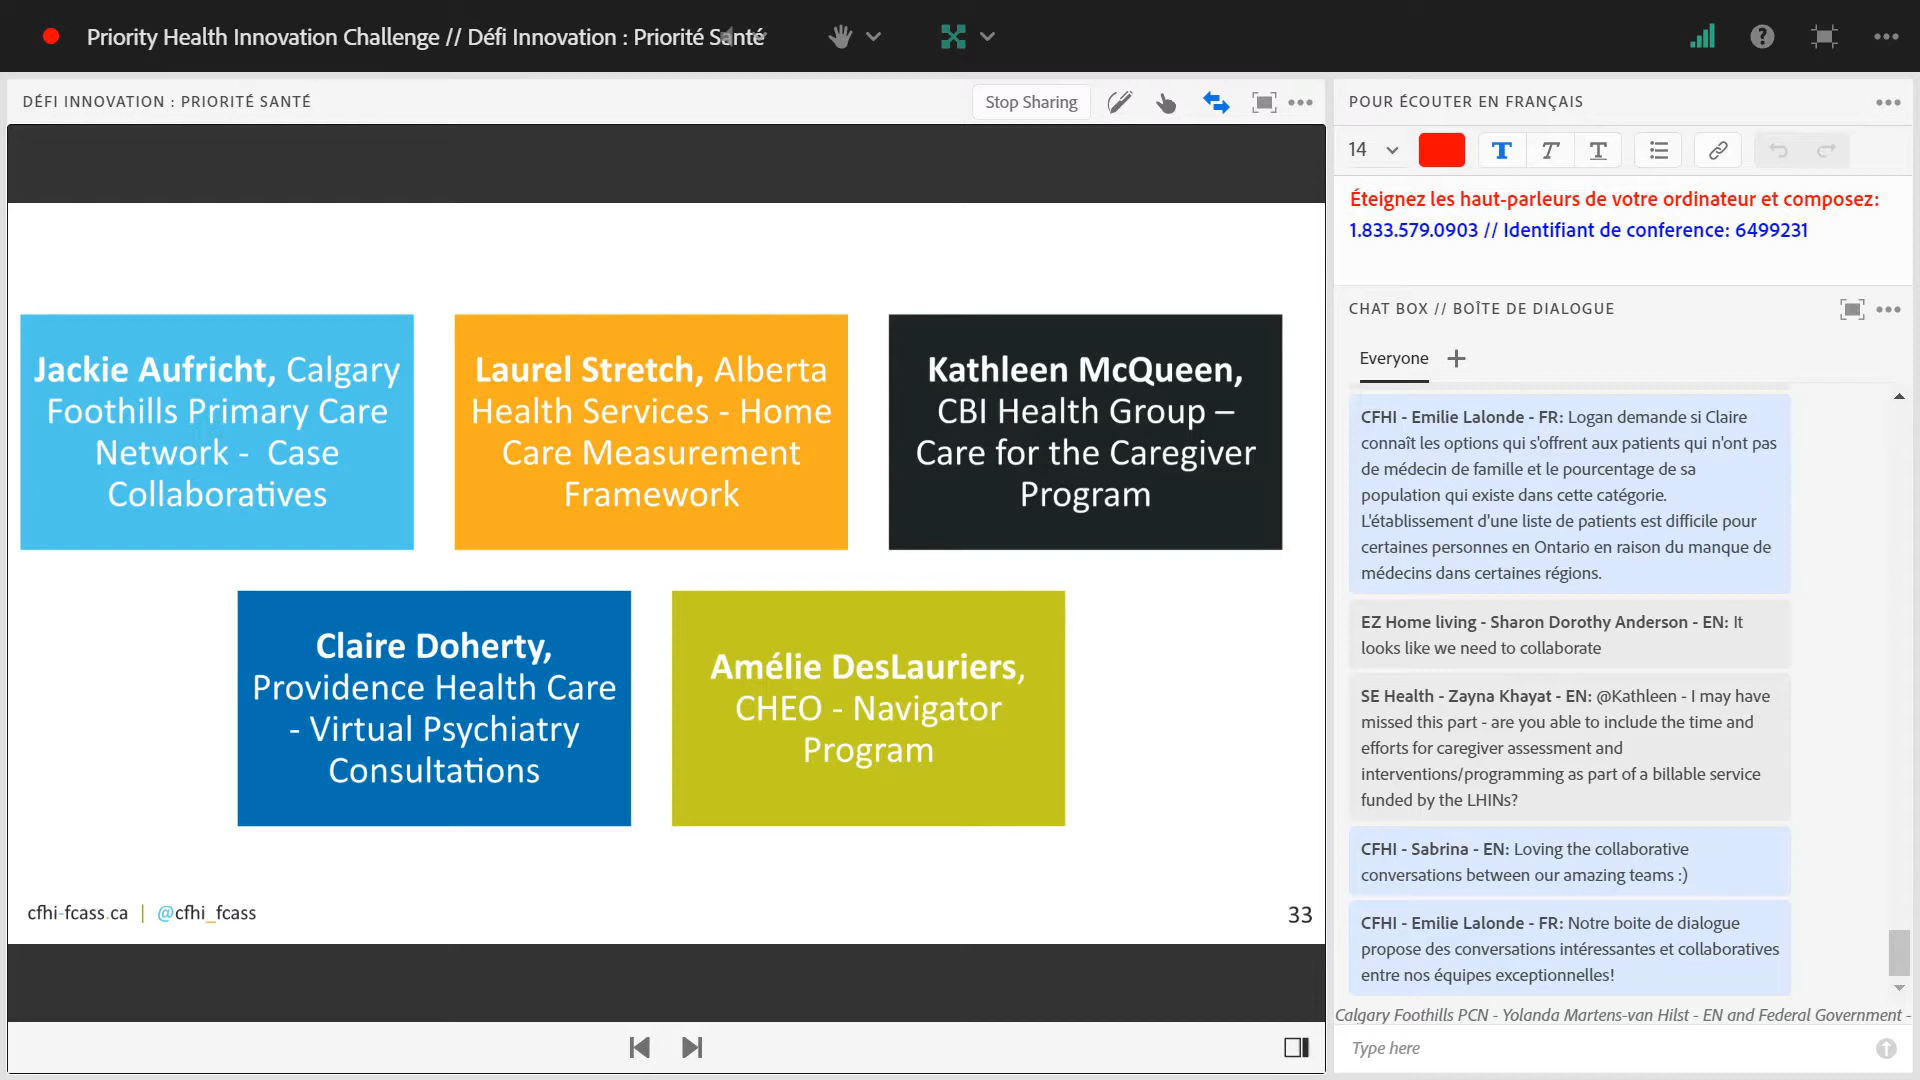 Priority Health Innovation Challenge // Défi Innovation : Priorité Santé
DÉFI INNOVATION : PRIORITÉ SANTÉ
Stop Sharing
Jackie Aufricht, Calgary
Foothills Primary Care
Network - Case
Collaboratives
Laurel Stretch, Alberta
Health Services - Home
Care Measurement
Framework
Kathleen McQueen,
CBI Health Group –
Care for the Caregiver
Program
Claire Doherty,
Providence Health Care
- Virtual Psychiatry
Consultations
Amélie DesLauriers,
CHEO - Navigator
Program
cfhi-fcass.ca | @cfhi_fcass
33
POUR ÉCOUTER EN FRANÇAIS
14
Éteignez les haut-parleurs de votre ordinateur et composez:
1.833.579.0903 // Identifiant de conference: 6499231
CHAT BOX // BOÎTE DE DIALOGUE
Everyone
CFHI - Emilie Lalonde - FR: Logan demande si Claire
connaît les options qui s'offrent aux patients qui n'ont pas
de médecin de famille et le pourcentage de sa
population qui existe dans cette catégorie.
L'établissement d'une liste de patients est difficile pour
certaines personnes en Ontario en raison du manque de
médecins dans certaines régions.
EZ Home living - Sharon Dorothy Anderson - EN: It
looks like we need to collaborate
SE Health - Zayna Khayat - EN: @Kathleen - I may have
missed this part - are you able to include the time and
efforts for caregiver assessment and
interventions/programming as part of a billable service
funded by the LHINs?
CFHI - Sabrina - EN: Loving the collaborative
conversations between our amazing teams :)
CFHI - Emilie Lalonde - FR: Notre boite de dialogue
propose des conversations intéressantes et collaboratives
entre nos équipes exceptionnelles!
Calgary Foothills PCN - Yolanda Martens-van Hilst - EN and Federal Government -
Type here